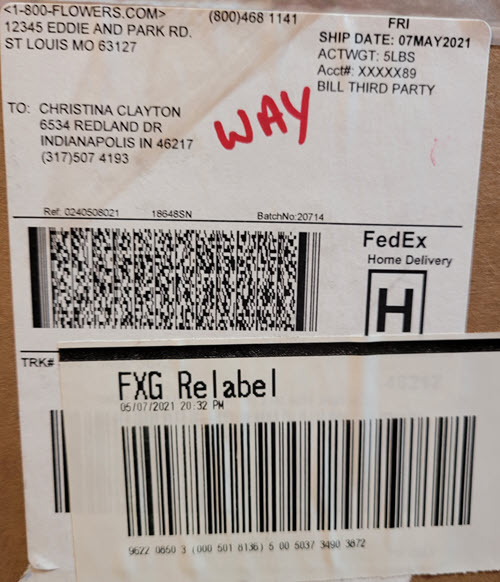 <1-800-FLOWERS.COM> (800)468 1141
12345 EDDIE AND PARK RD.
ST LOUIS MO 63127
FRI
SHIP DATE: 07MAY2021
ACTWGT: 5LBS
Acct#: XXXXX89
BILL THIRD PARTY
TO: CHRISTINA CLAYTON
6534 REDLAND DR
INDIANAPOLIS IN 46217
(317)507 4193
WAY
Ref: 0240508021 18648SN BatchNo:20714
FedEx
Home Delivery
H
TRK#
FXG Relabel
05/07/2021 20:32 PM
9622 0850 3 (000 501 8136) 5 00 5037 3490 3872